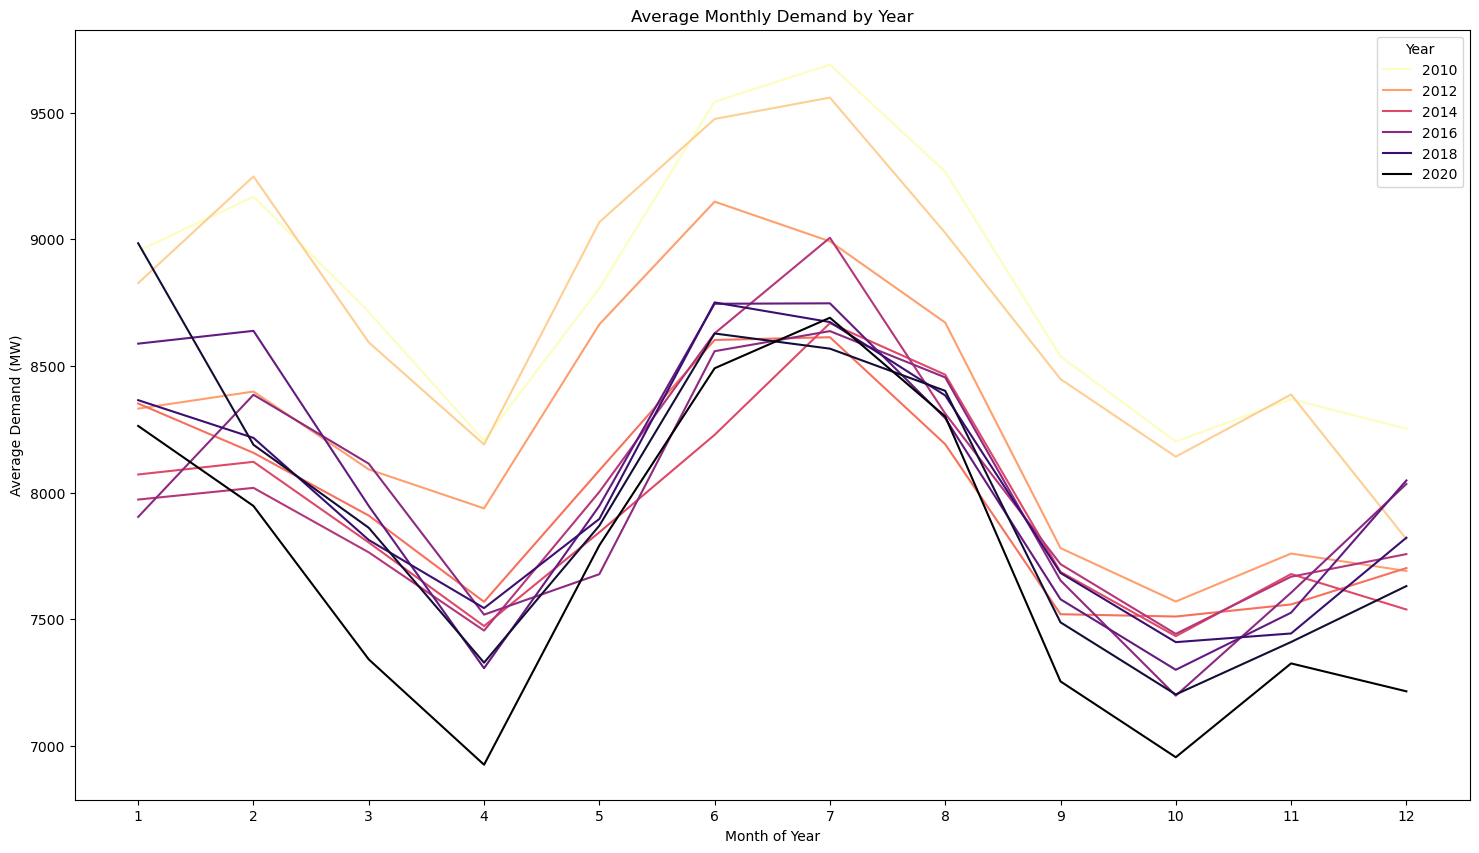 Average Monthly Demand by Year
Year
2010
2012
2014
2016
2018
2020
Average Demand (MW)
9500
9000
8500
8000
7500
7000
1 2 3 4 5 6 7 8 9 10 11 12
Month of Year